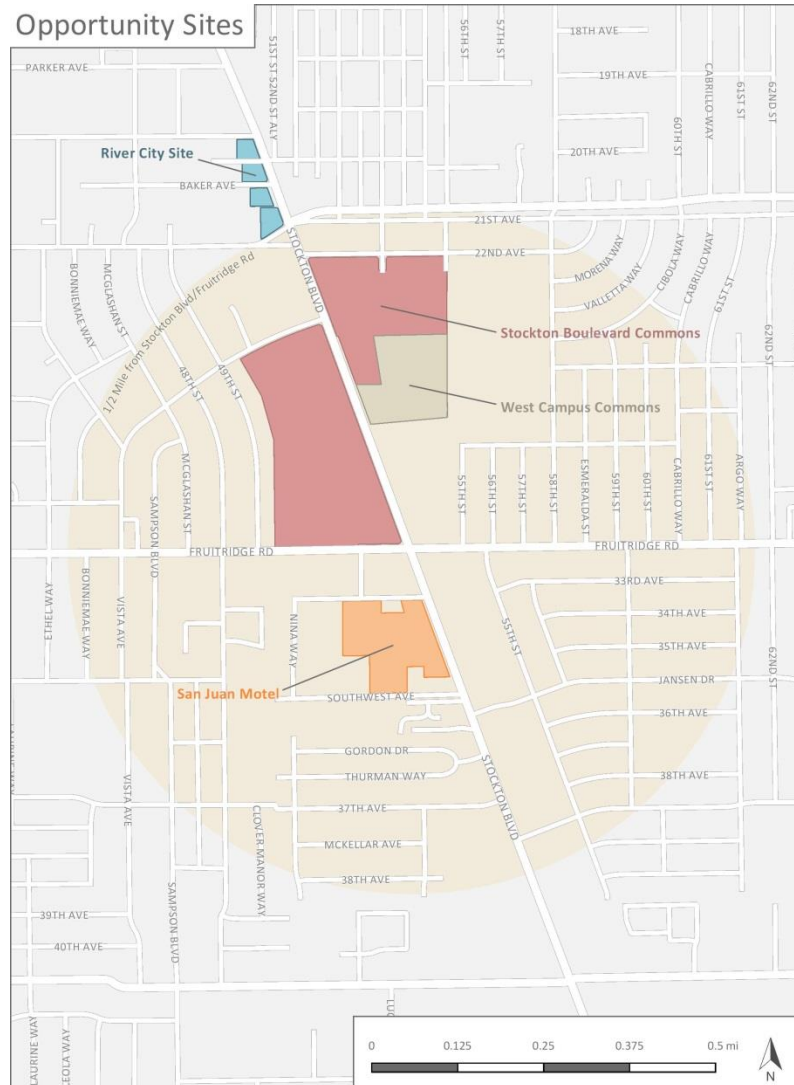 Opportunity Sites
PARKER AVE
51ST ST
52ND ST ALY
56TH ST
57TH ST
18TH AVE
19TH AVE
CABRILLO WAY
61ST ST
62ND ST
60TH ST
20TH AVE
River City Site
BAKER AVE
21ST AVE
22ND AVE
STOCKTON BLVD
MORENA WAY
VALLETTA WAY
CIBOLA WAY
CABRILLO WAY
61ST ST
BONNIEMAE WAY
MCGLASHAN ST
1/2 Mile from Stockton Blvd/Fruitridge Rd
48TH ST
49TH ST
Stockton Boulevard Commons
West Campus Commons
62ND ST
SAMPSON BLVD
MCGLASHAN ST
55TH ST
56TH ST
57TH ST
58TH ST
ESMERALDA ST
59TH ST
60TH ST
CABRILLO WAY
61ST ST
ARGO WAY
FRUITRIDGE RD
FRUITRIDGE RD
ETHEL WAY
BONNIEMAE WAY
VISTA AVE
NINA WAY
55TH ST
33RD AVE
34TH AVE
35TH AVE
62ND ST
San Juan Motel
SOUTHWEST AVE
JANSEN DR
36TH AVE
GORDON DR
THURMAN WAY
STOCKTON BLVD
38TH AVE
VISTA AVE
37TH AVE
CLOVER MANOR WAY
MCKELLAR AVE
38TH AVE
SAMPSON BLVD
39TH AVE
40TH AVE
LAURINE WAY
0 0.125 0.25 0.375 0.5 mi
N